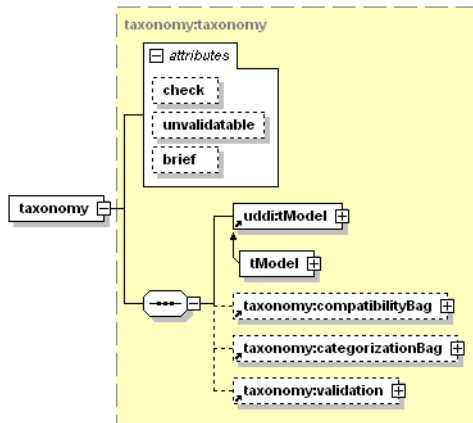 taxonomy:taxonomy
attributes
check
unvalidatable
brief
taxonomy
uddi:tModel
tModel
taxonomy:compatibilityBag
taxonomy:categorizationBag
taxonomy:validation